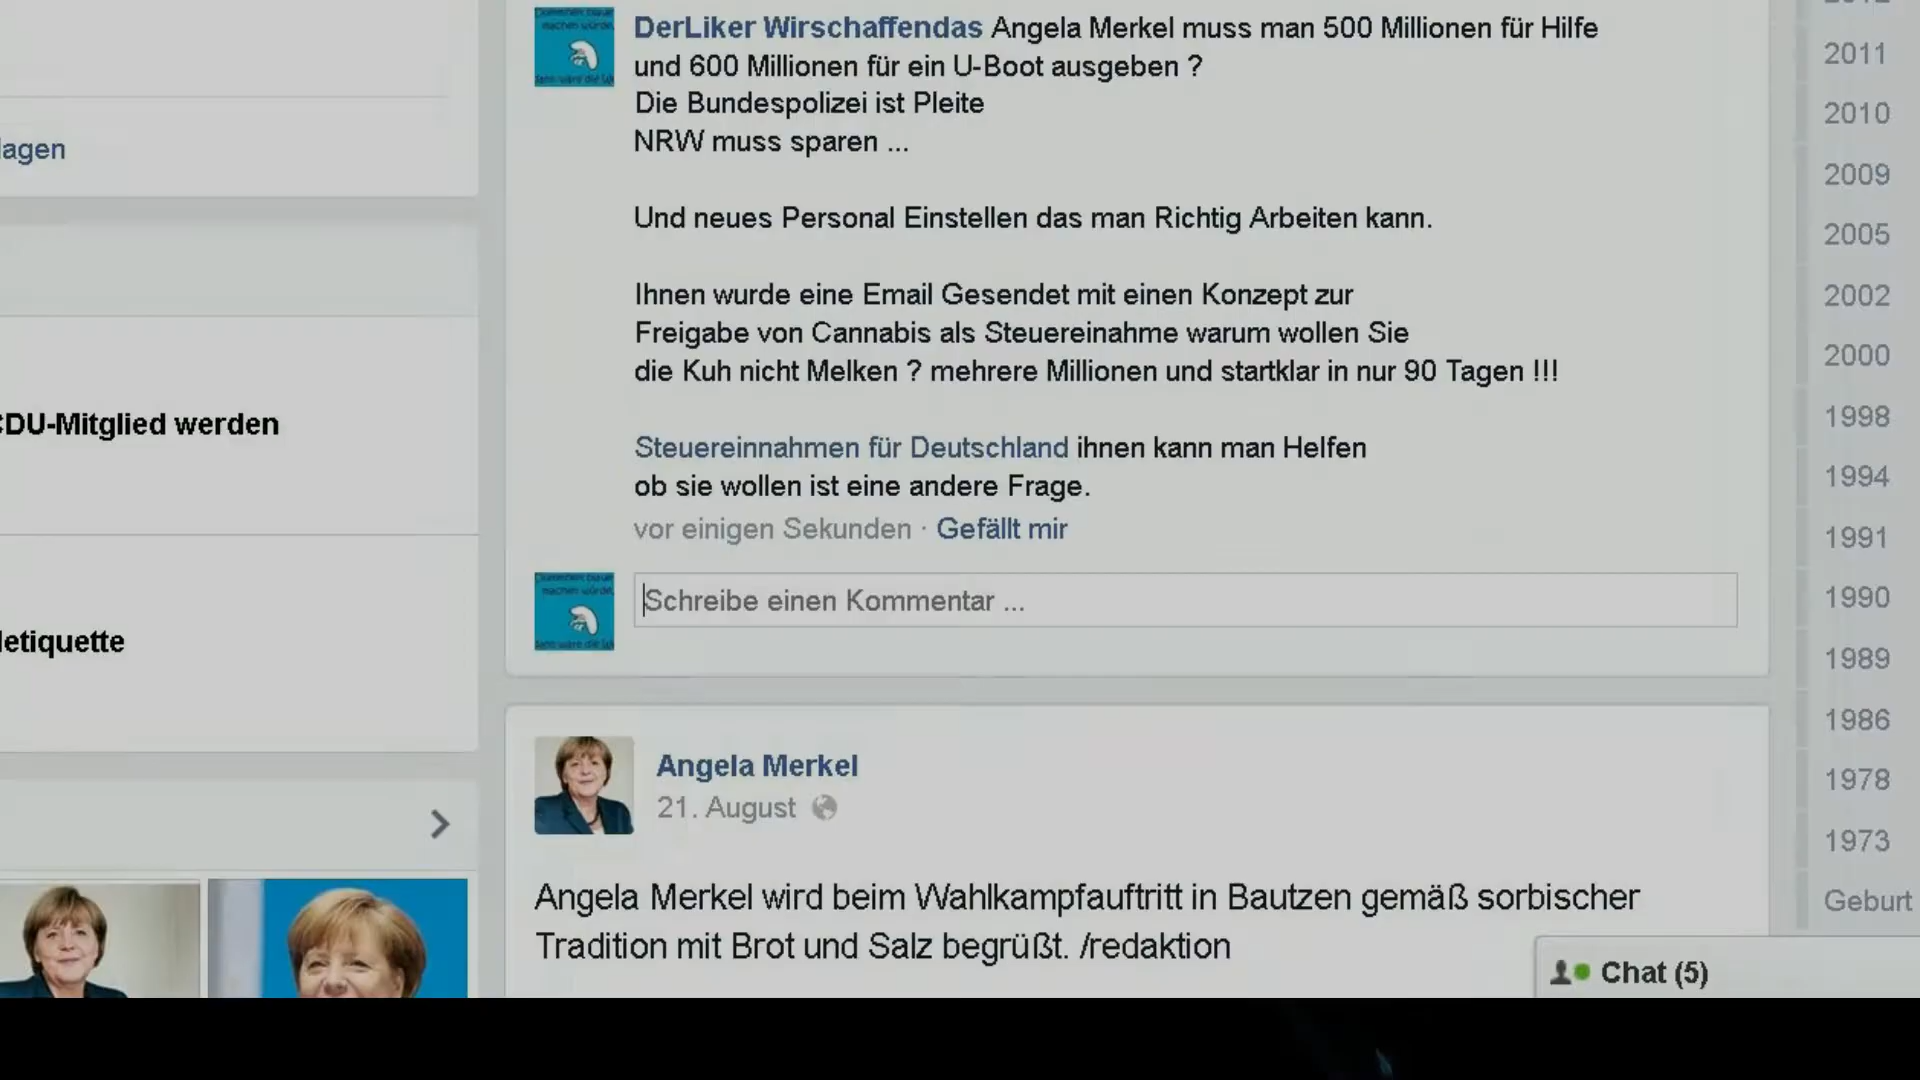 DerLiker Wirschaffendas Angela Merkel muss man 500 Millionen für Hilfe
und 600 Millionen für ein U-Boot ausgeben ?
Die Bundespolizei ist Pleite
NRW muss sparen ...
Und neues Personal Einstellen das man Richtig Arbeiten kann.
Ihnen wurde eine Email Gesendet mit einen Konzept zur
Freigabe von Cannabis als Steuereinahme warum wollen Sie
die Kuh nicht Melken ? mehrere Millionen und startklar in nur 90 Tagen !!!
Steuereinnahmen für Deutschland ihnen kann man Helfen
ob sie wollen ist eine andere Frage.
vor einigen Sekunden · Gefällt mir
Schreibe einen Kommentar ...
Angela Merkel
21. August
Angela Merkel wird beim Wahlkampfauftritt in Bautzen gemäß sorbischer
Tradition mit Brot und Salz begrüßt. /redaktion
lagen
CDU-Mitglied werden
letiquette
2011
2010
2009
2005
2002
2000
1998
1994
1991
1990
1989
1986
1978
1973
Geburt
Chat (5)